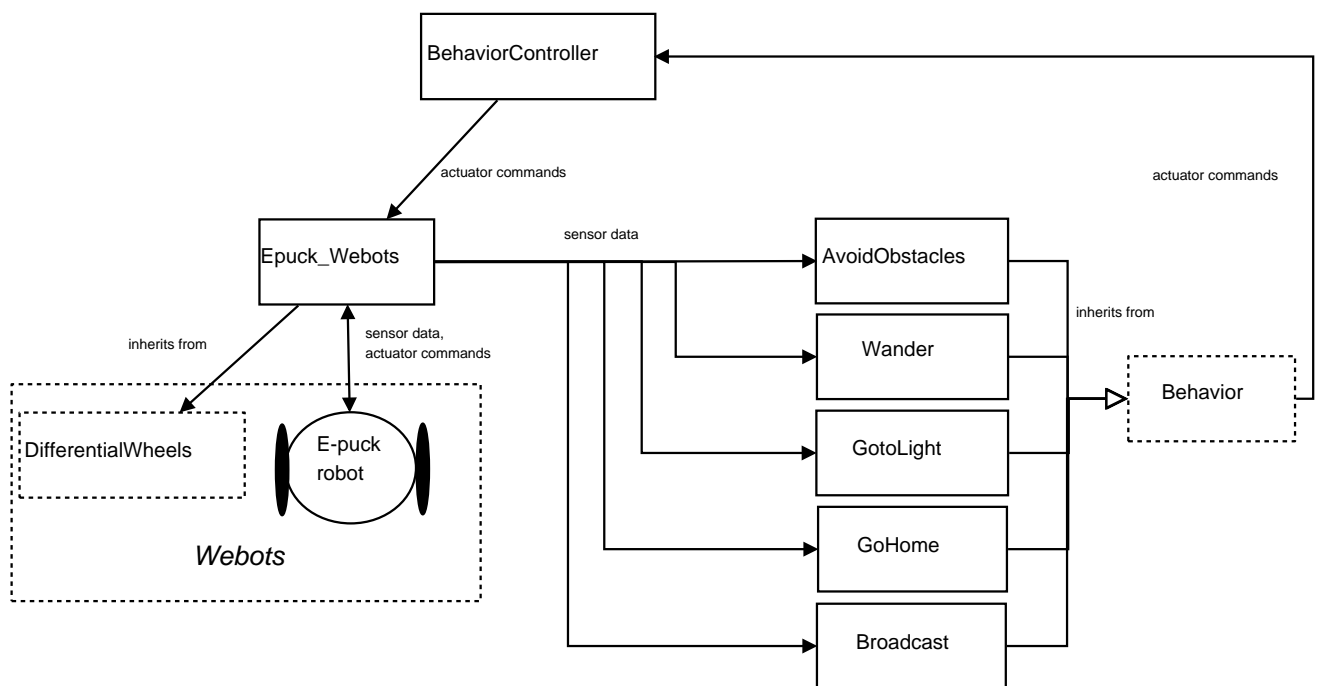 BehaviorController
actuator commands
actuator commands
Epuck_Webots
sensor data
AvoidObstacles
inherits from
sensor data,
actuator commands
inherits from
Wander
Behavior
DifferentialWheels
E-puck
robot
GotoLight
Webots
GoHome
Broadcast